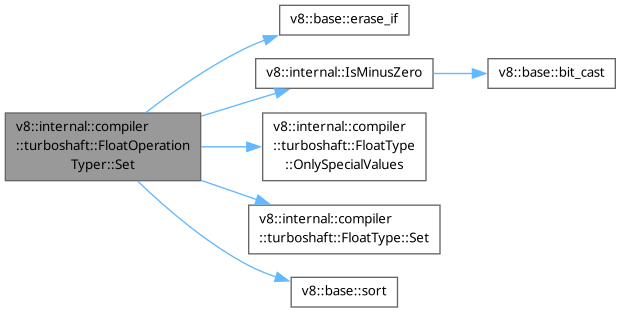 v8::base::erase_if
v8::internal::IsMinusZero
v8::base::bit_cast
v8::internal::compiler
::turboshaft::FloatOperation
Typer::Set
v8::internal::compiler
::turboshaft::FloatType
::OnlySpecialValues
v8::internal::compiler
::turboshaft::FloatType::Set
v8::base::sort